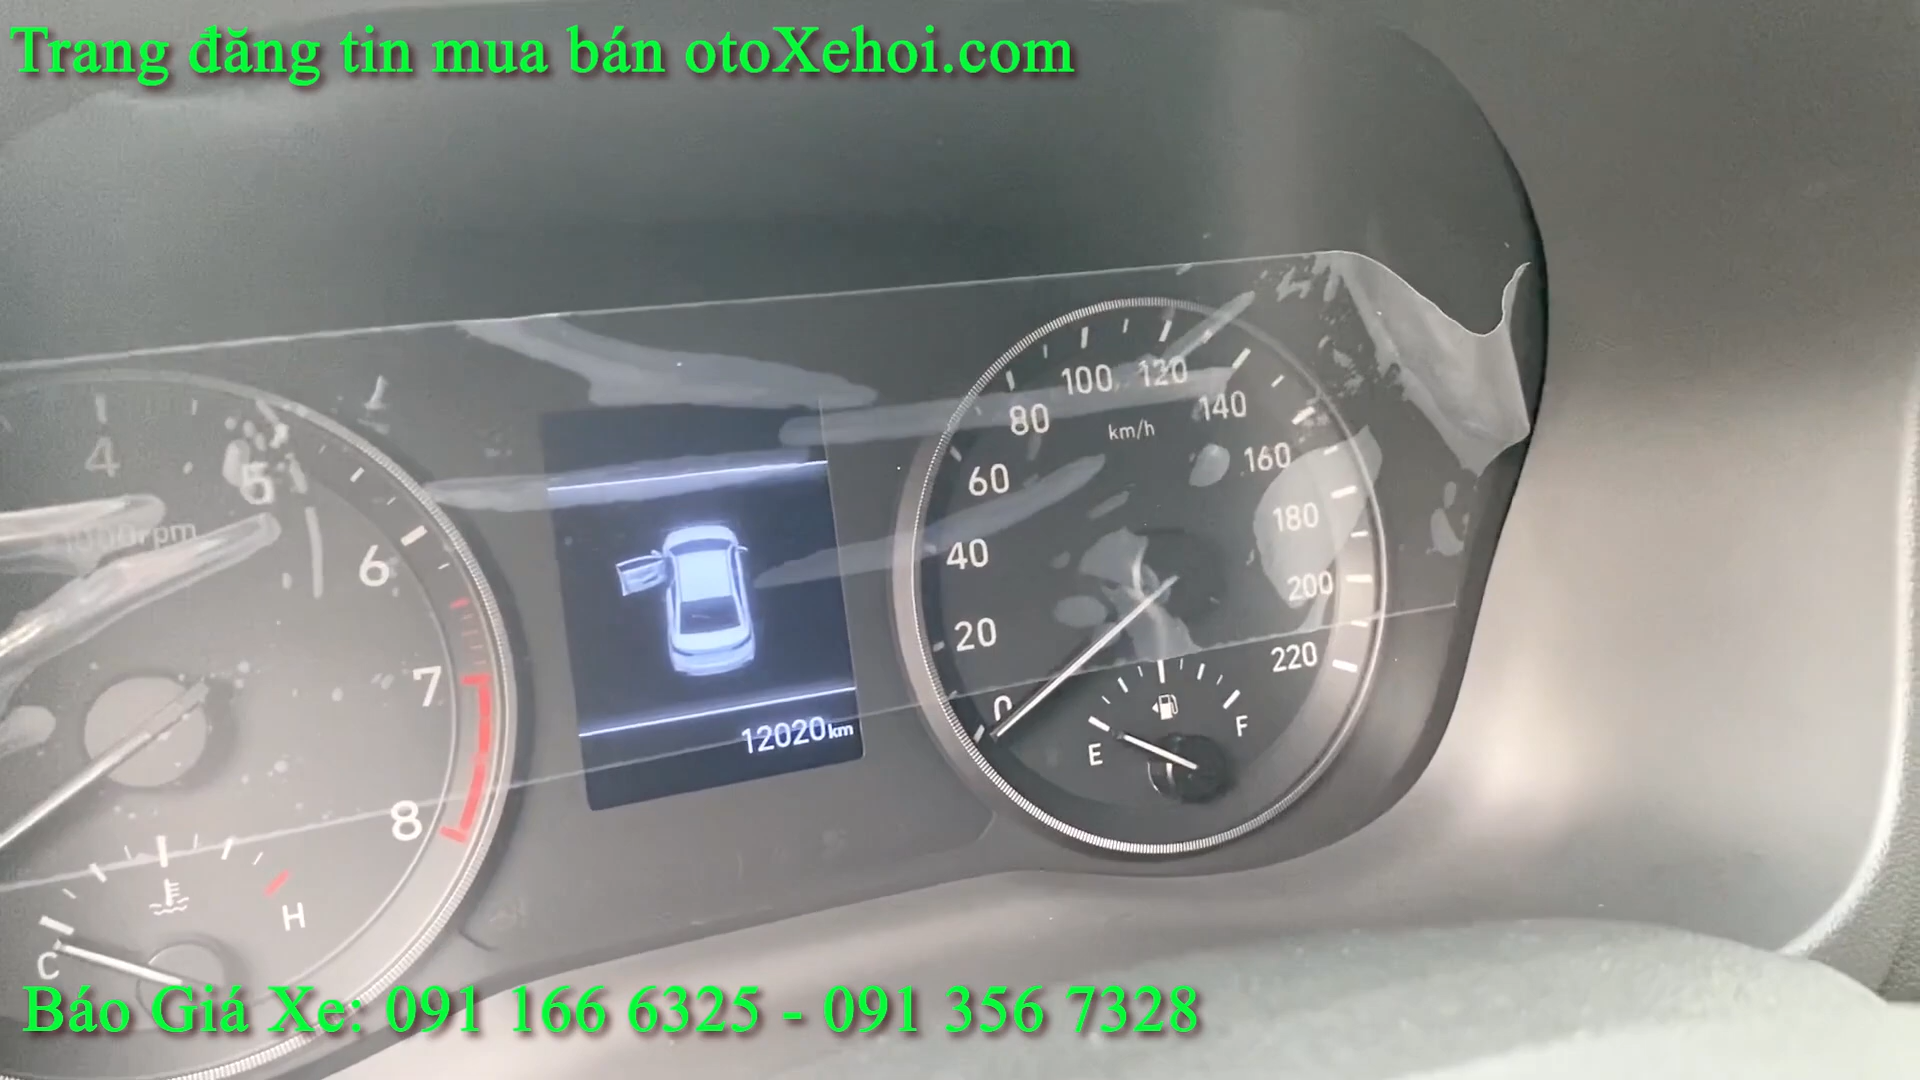 Trang đăng tin mua bán otoXehoi.com
100 120
80 140
km/h
4
60 160
5
180
1000rpm
6
40
200
20
7
220
0
12020km
E F
8
H
C
Báo Giá Xe: 091 166 6325 - 091 356 7328